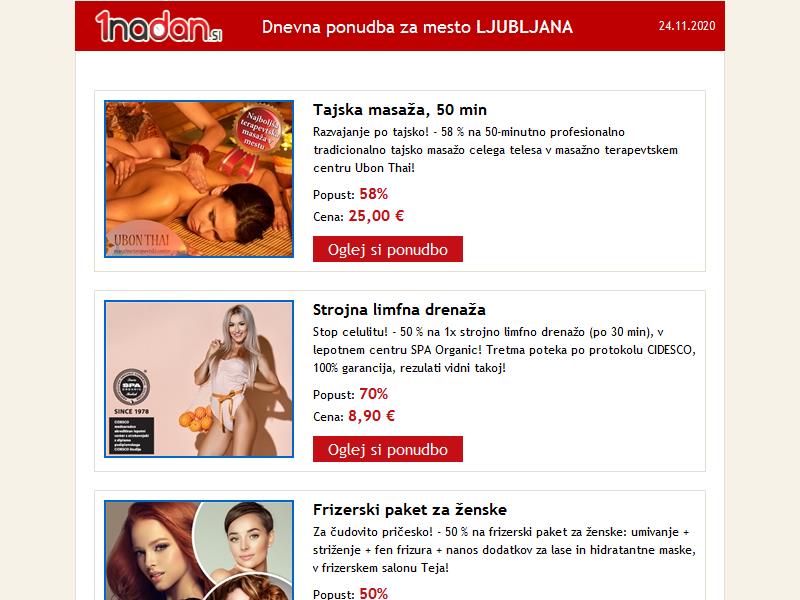 1nadan.si
Dnevna ponudba za mesto LJUBLJANA
24.11.2020
Najboljša
terapevtska
masaža v
mestu
UBON THAI
Tajska masaža, 50 min
Razvajanje po tajsko! - 58 % na 50-minutno profesionalno
tradicionalno tajsko masažo celega telesa v masažno terapevtskem
centru Ubon Thai!
Popust: 58%
Cena: 25,00 €
Oglej si ponudbo
SPA
ORGANIC
SINCE 1978
Strojna limfna drenaža
Stop celulitu! - 50 % na 1x strojno limfno drenažo (po 30 min), v
lepotnem centru SPA Organic! Tretma poteka po protokolu CIDESCO,
100% garancija, rezulati vidni takoj!
Popust: 70%
Cena: 8,90 €
Oglej si ponudbo
Frizerski paket za ženske
Za čudovito pričesko! - 50 % na frizerski paket za ženske: umivanje +
striženje + fen frizura + nanos dodatkov za lase in hidratantne maske,
v frizerskem salonu Teja!
Popust: 50%